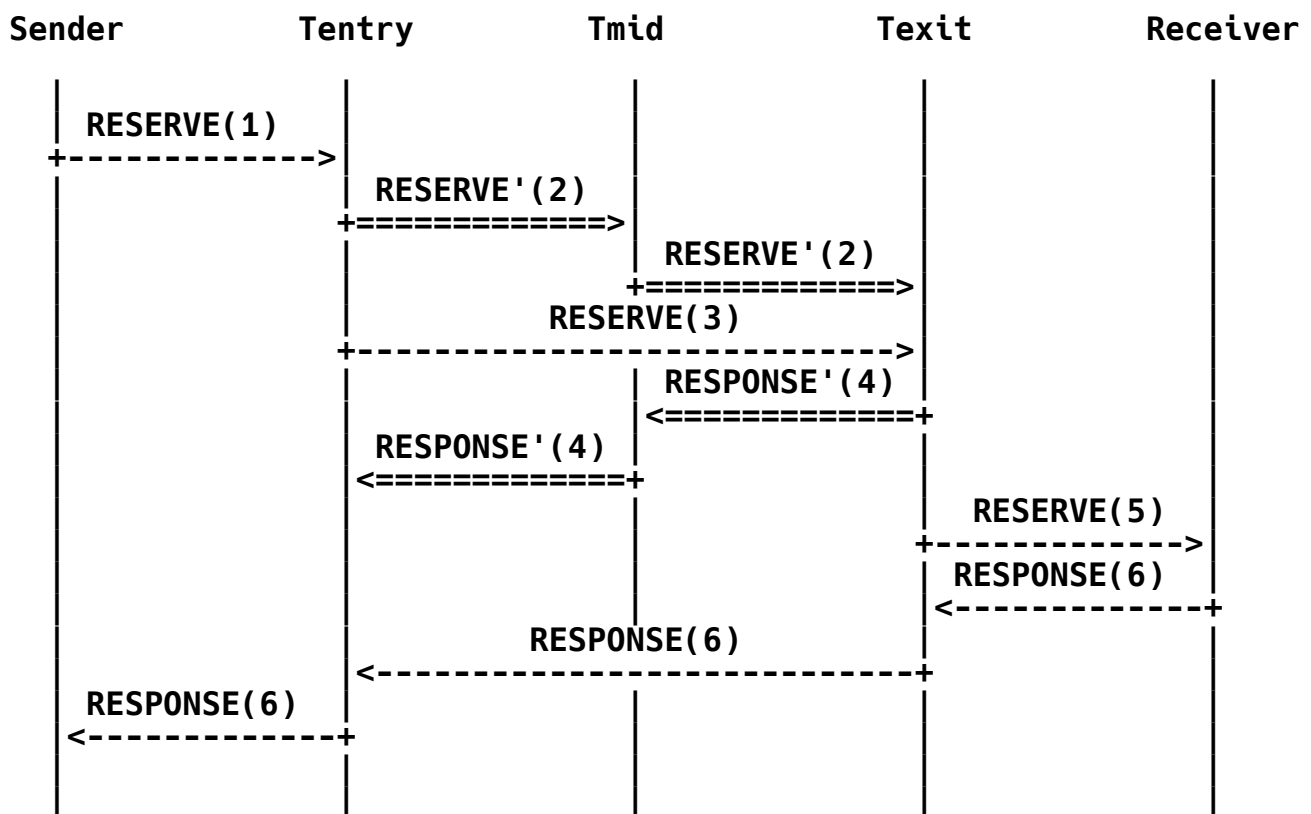 Sender Tentry Tmid Texit Receiver
RESERVE(1)
RESERVE'(2)
RESERVE'(2)
RESERVE(3)
RESPONSE'(4)
RESPONSE'(4)
RESERVE(5)
RESPONSE(6)
RESPONSE(6)
RESPONSE(6)